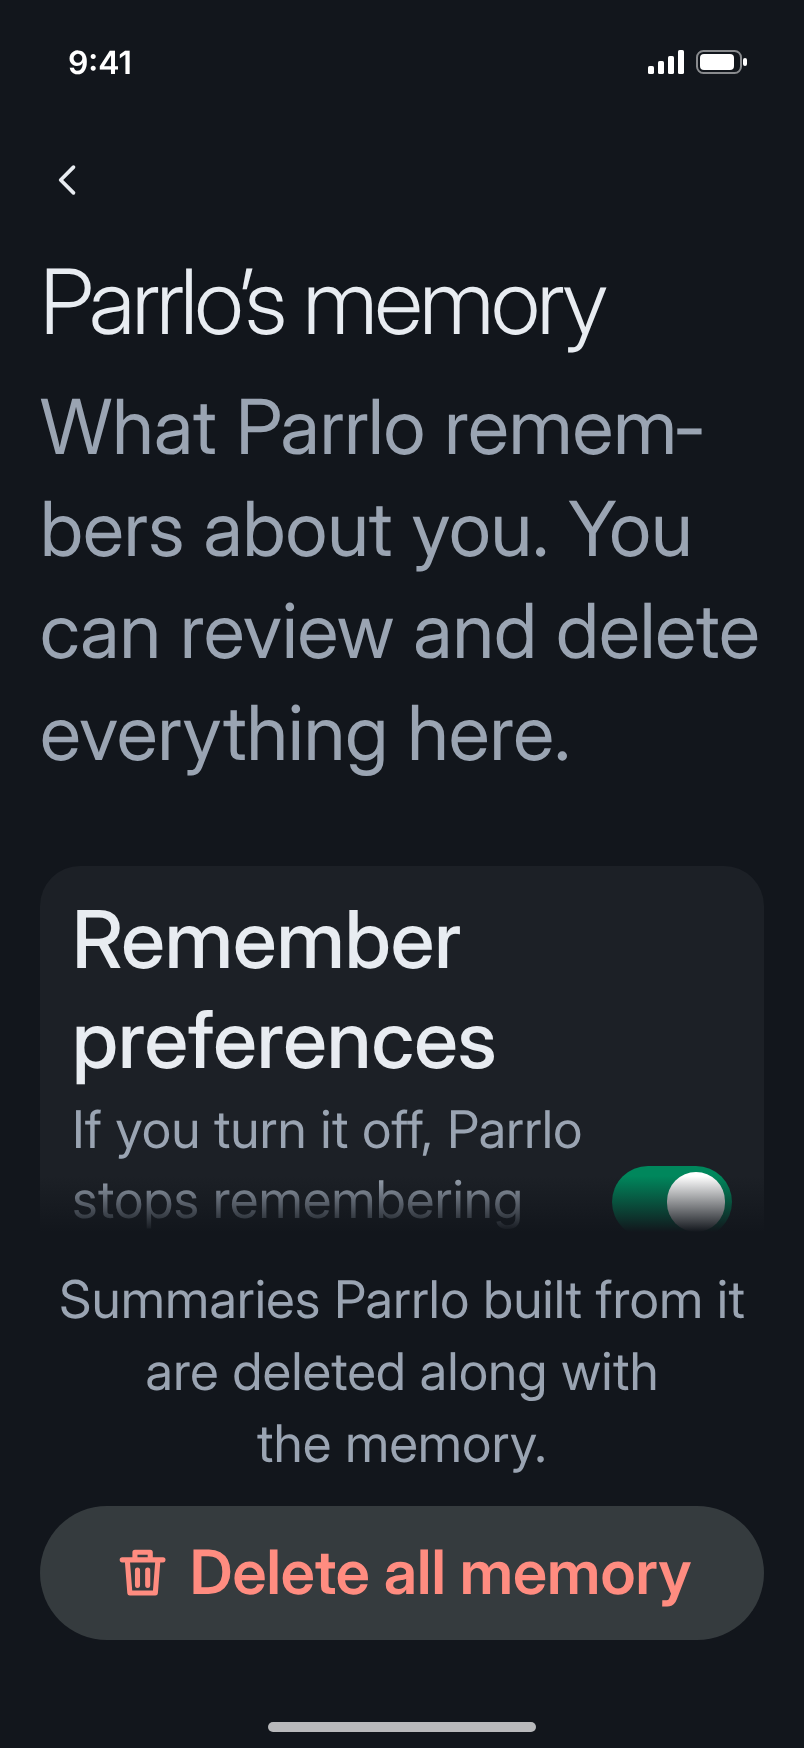 9:41
Parrlo’s memory
What Parrlo remem-
bers about you. You
can review and delete
everything here.
Remember
preferences
If you turn it off, Parrlo
stops remembering
Summaries Parrlo built from it
are deleted along with
the memory.
Delete all memory